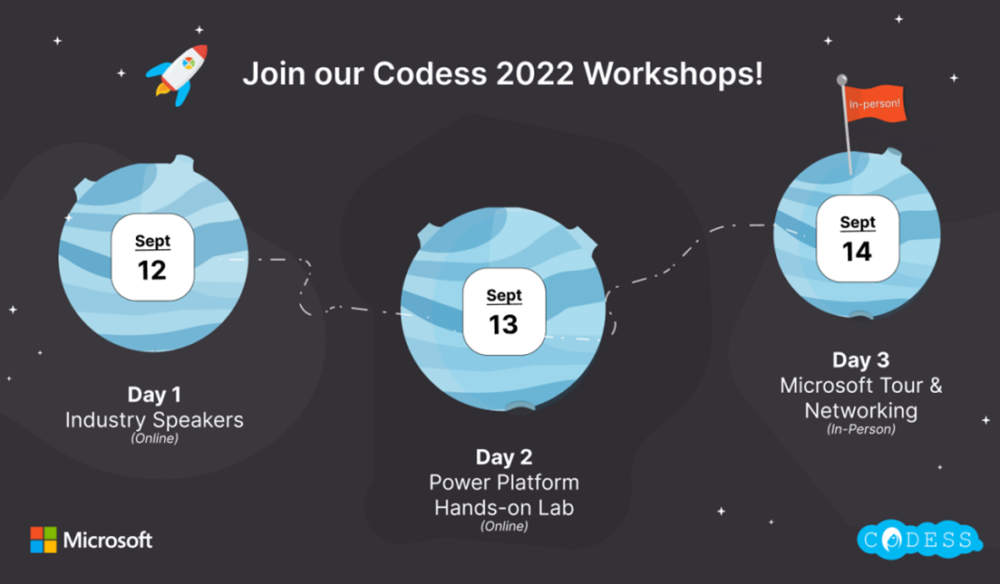 Join our Codess 2022 Workshops!
In-person!
Sept
12
Day 1
Industry Speakers
(Online)
Sept
13
Day 2
Power Platform
Hands-on Lab
(Online)
Sept
14
Day 3
Microsoft Tour &
Networking
(In-Person)
Microsoft
CODESS